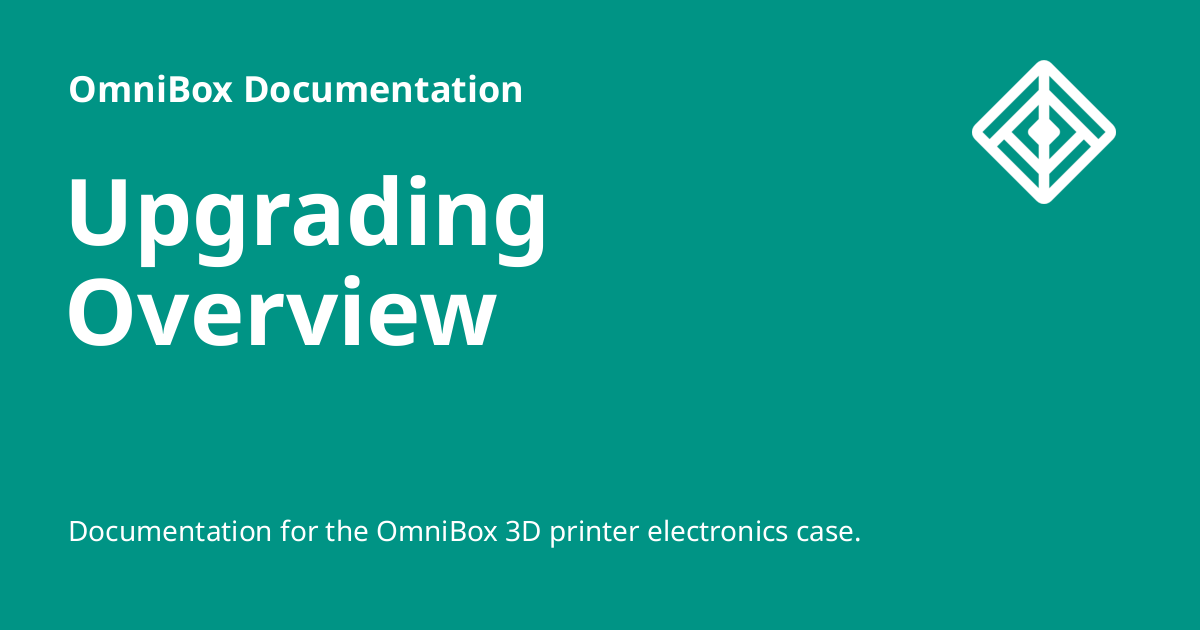 OmniBox Documentation
Upgrading
Overview
Documentation for the OmniBox 3D printer electronics case.